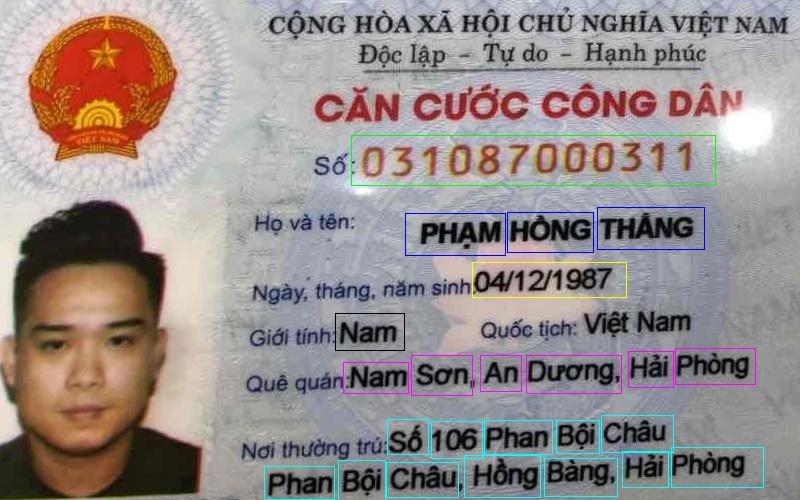 CỘNG HÒA XÃ HỘI CHỦ NGHĨA VIỆT NAM
Độc lập - Tự do - Hạnh phúc
CĂN CƯỚC CÔNG DÂN
Số: 031087000311
Họ và tên: PHẠM HỒNG THĂNG
Ngày, tháng, năm sinh: 04/12/1987
Giới tính: Nam Quốc tịch: Việt Nam
Quê quán: Nam Sơn, An Dương, Hải Phòng
Nơi thường trú: Số 106 Phan Bội Châu
Phan Bội Châu, Hồng Bàng, Hải Phòng